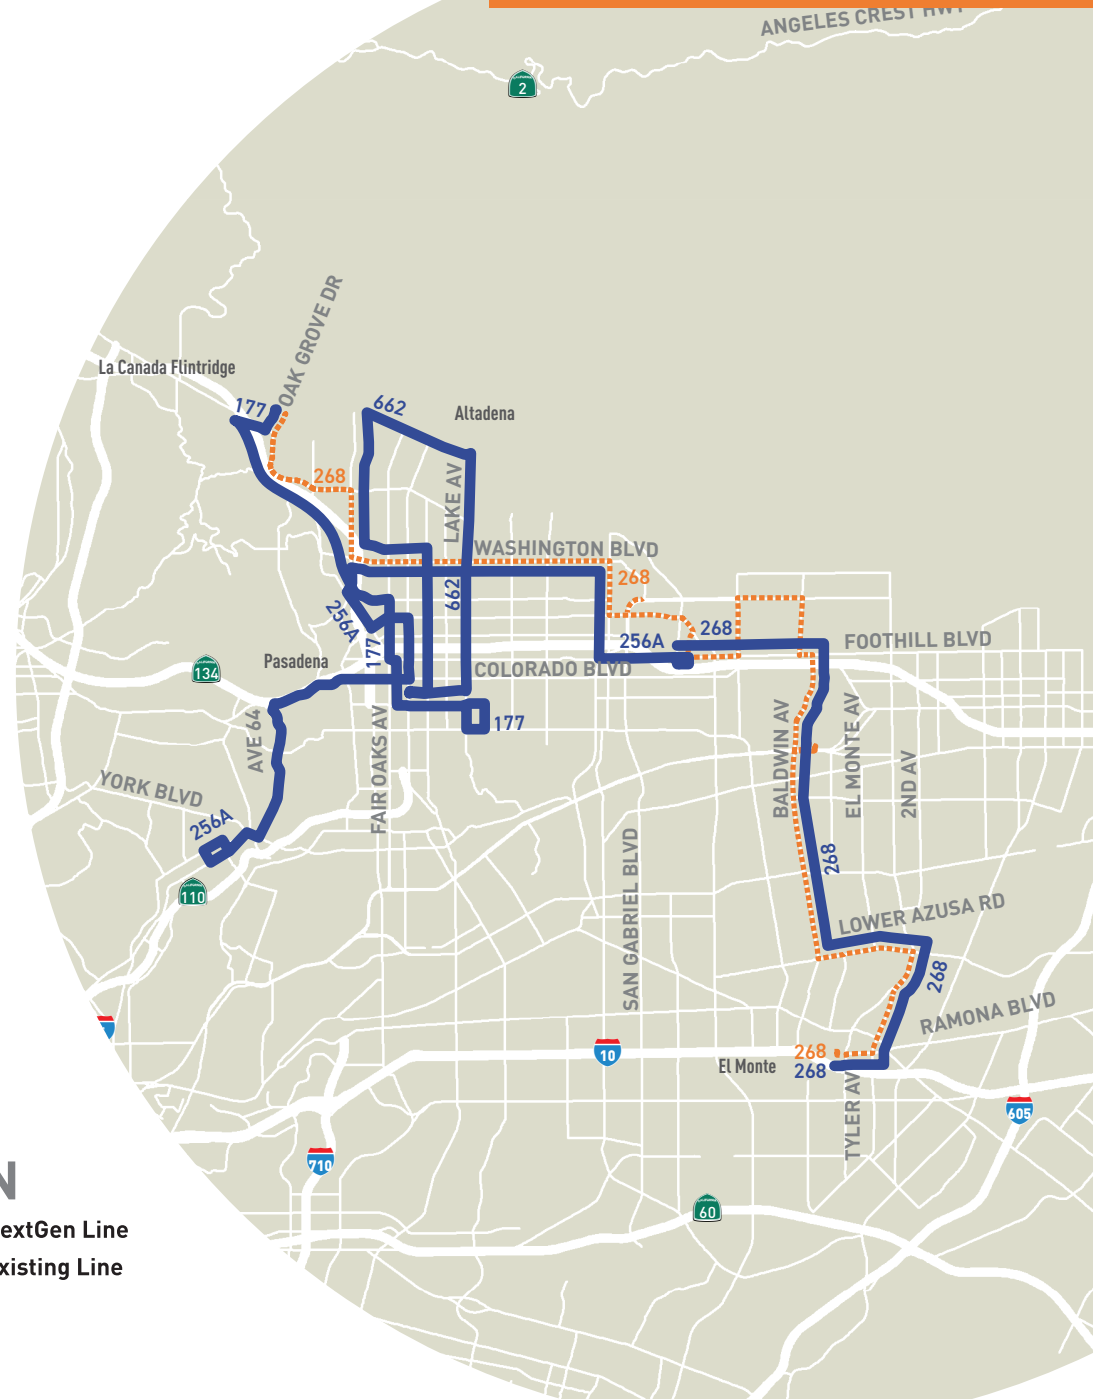 ANGELES CREST HWY
2
OAK GROVE DR
La Canada Flintridge
177
662
Altadena
268
LAKE AV
WASHINGTON BLVD
268
662
256A
177
256A
268
FOOTHILL BLVD
Pasadena
134
COLORADO BLVD
177
AVE 64
FAIR OAKS AV
BALDWIN AV
EL MONTE AV
2ND AV
YORK BLVD
256A
110
SAN GABRIEL BLVD
268
LOWER AZUSA RD
268
RAMONA BLVD
10
268
268
El Monte
TYLER AV
605
710
60
N
extGen Line
xisting Line